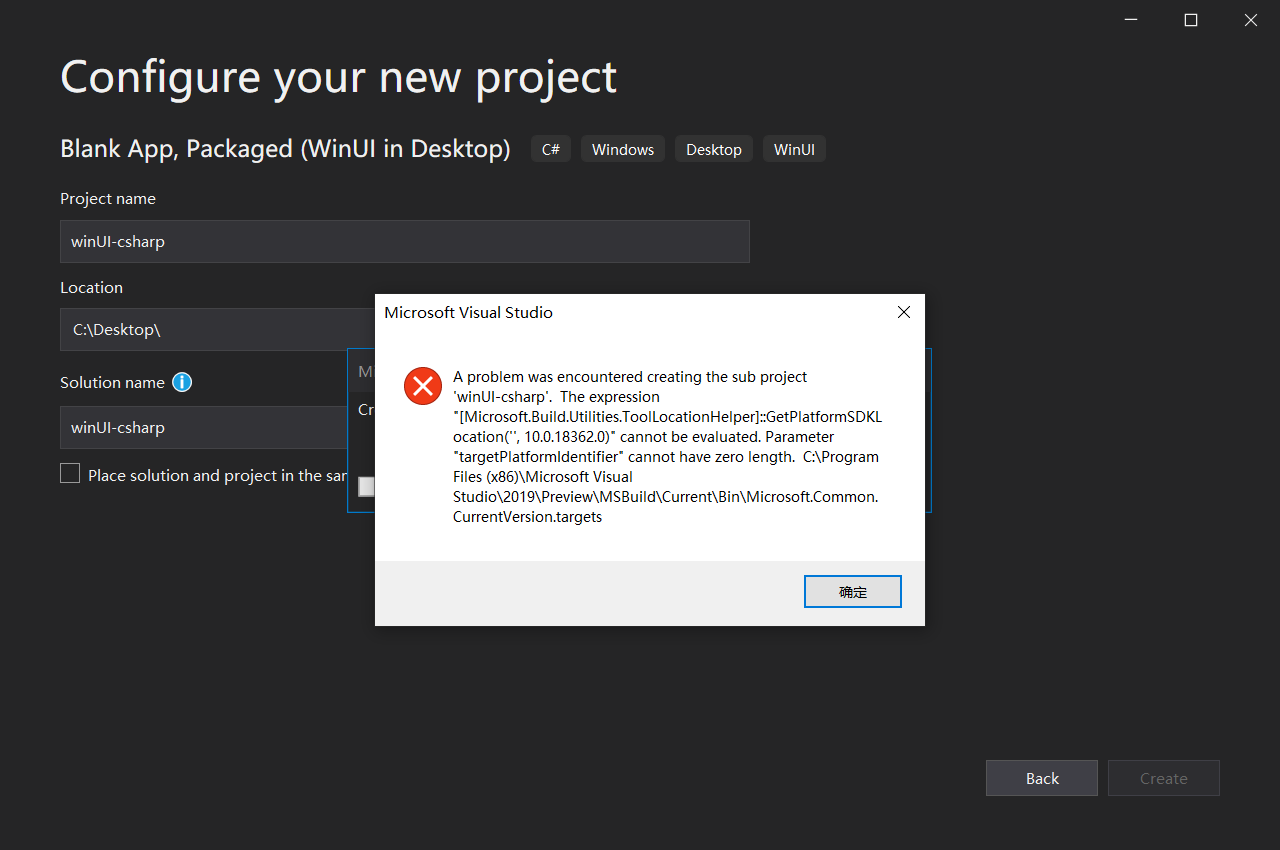 Configure your new project
Blank App, Packaged (WinUI in Desktop) C# Windows Desktop WinUI
Project name
winUI-csharp
Location
C:\Desktop\
Solution name
winUI-csharp
Place solution and project in the
Microsoft Visual Studio
A problem was encountered creating the sub project
'winUI-csharp'.  The expression
"[Microsoft.Build.Utilities.ToolLocationHelper]::GetPlatformSDKL
ocation('', 10.0.18362.0)" cannot be evaluated. Parameter
"targetPlatformIdentifier" cannot have zero length.  C:\Program
Files (x86)\Microsoft Visual
Studio\2019\Preview\MSBuild\Current\Bin\Microsoft.Common.
CurrentVersion.targets
确定
Back
Create